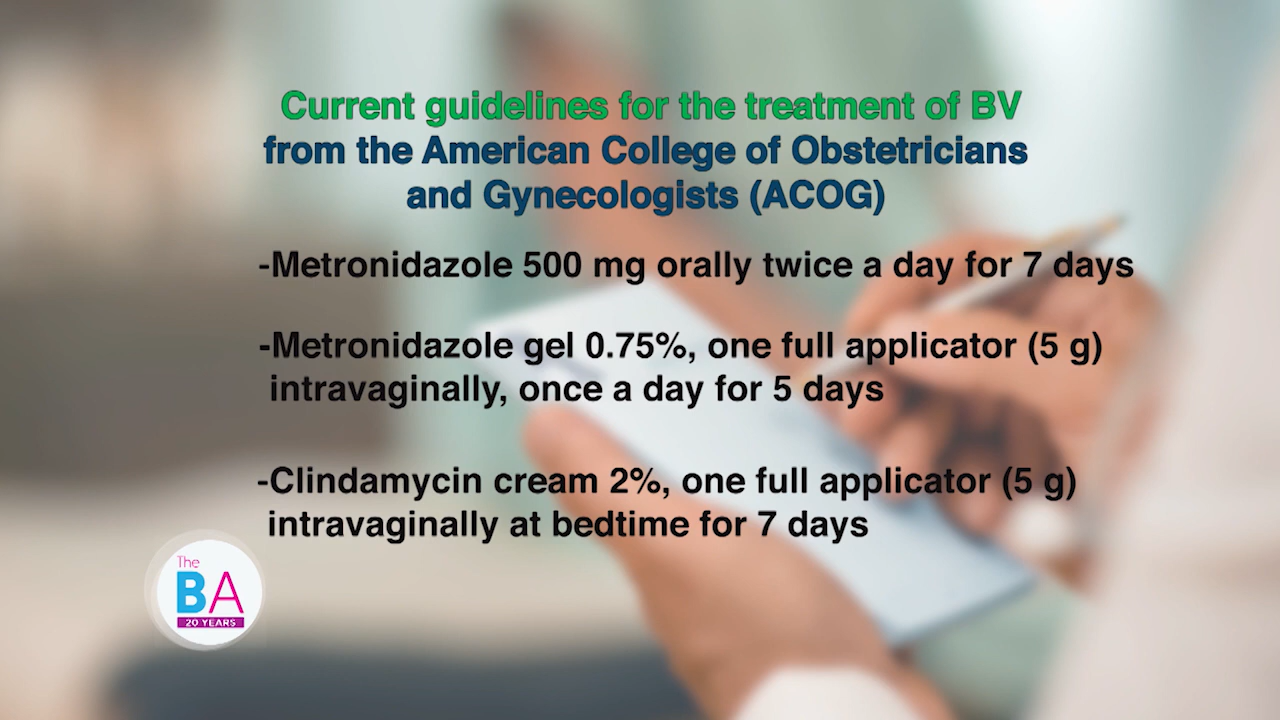 Current guidelines for the treatment of BV
from the American College of Obstetricians
and Gynecologists (ACOG)
-Metronidazole 500 mg orally twice a day for 7 days
-Metronidazole gel 0.75%, one full applicator (5 g)
intravaginally, once a day for 5 days
-Clindamycin cream 2%, one full applicator (5 g)
intravaginally at bedtime for 7 days
The
BA
20 YEARS